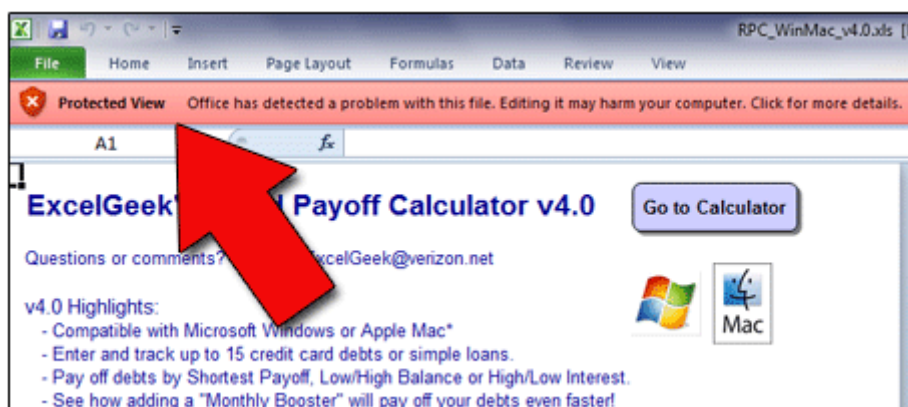 RPC_WinMac_v4.0.xls [
File Home Insert Page Layout Formulas Data Review View
Protected View Office has detected a problem with this file. Editing it may harm your computer. Click for more details.
A1 fx
ExcelGeek' Payoff Calculator v4.0
Go to Calculator
Questions or comments? ExcelGeek@verizon.net
v4.0 Highlights:
Mac
- Compatible with Microsoft Windows or Apple Mac*
- Enter and track up to 15 credit card debts or simple loans.
- Pay off debts by Shortest Payoff, Low/High Balance or High/Low Interest.
- See how adding a "Monthly Booster" will pay off your debts even faster!